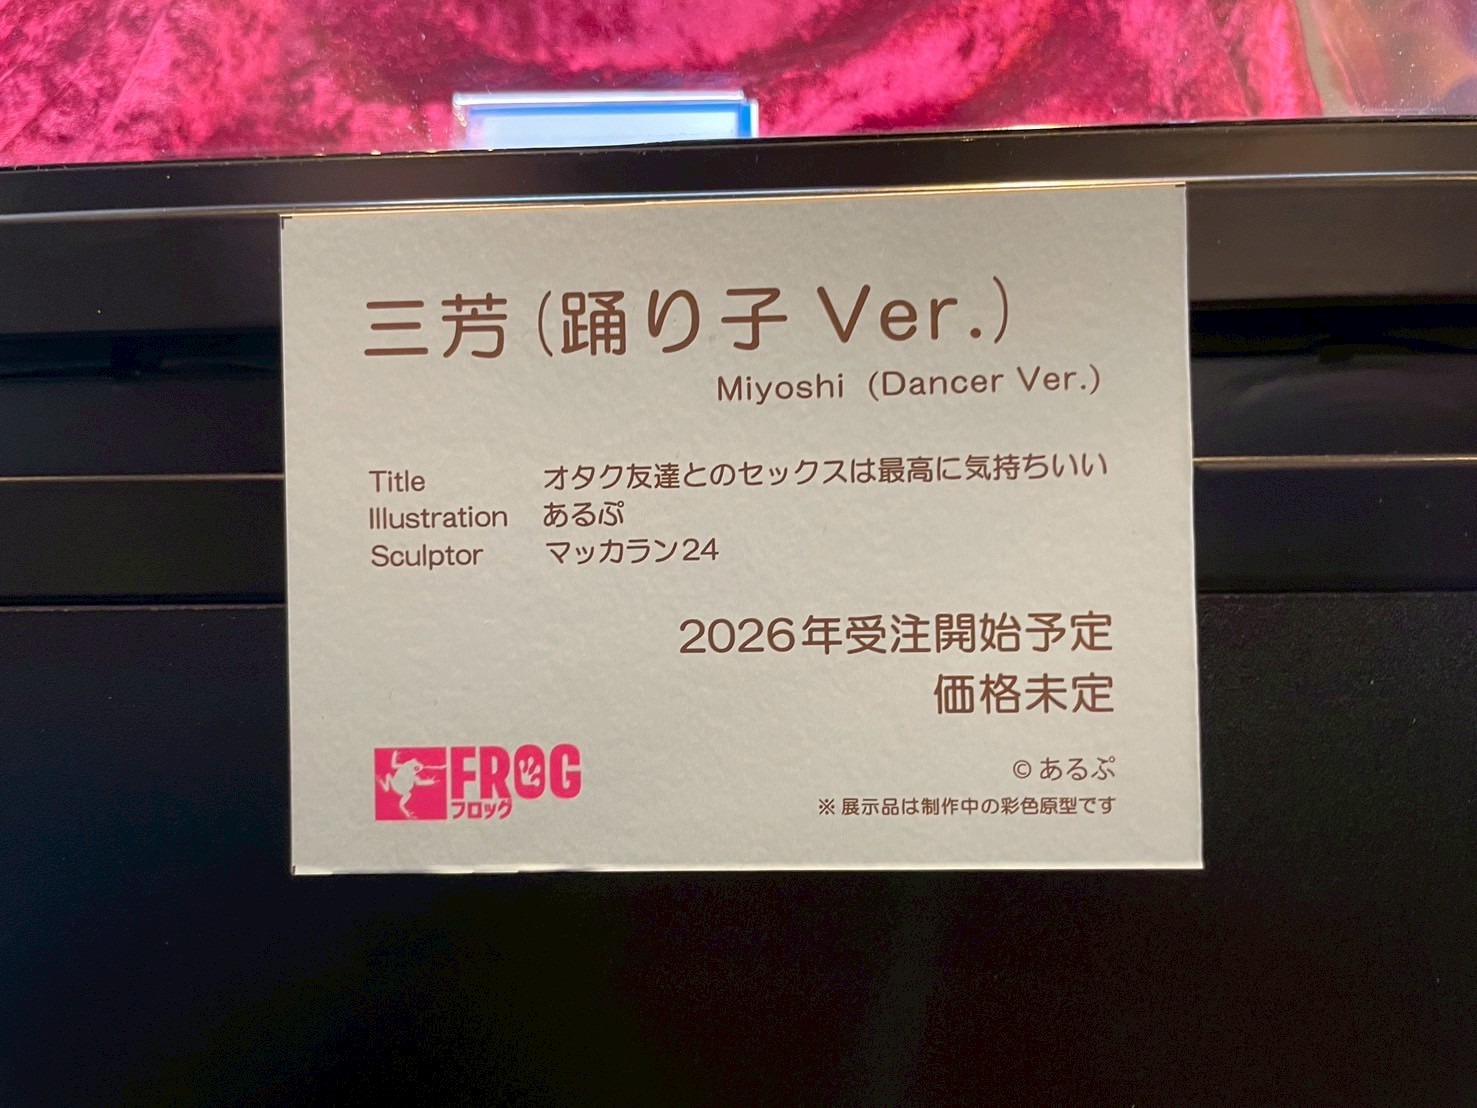 三芳(踊り子 Ver.)
Miyoshi (Dancer Ver.)
Title オタク友達とのセックスは最高に気持ちいい
Illustration あるぷ
Sculptor マッカラン24
2026年受注開始予定
価格未定
FROG
フロッグ
© あるぷ
※ 展示品は制作中の彩色原型です